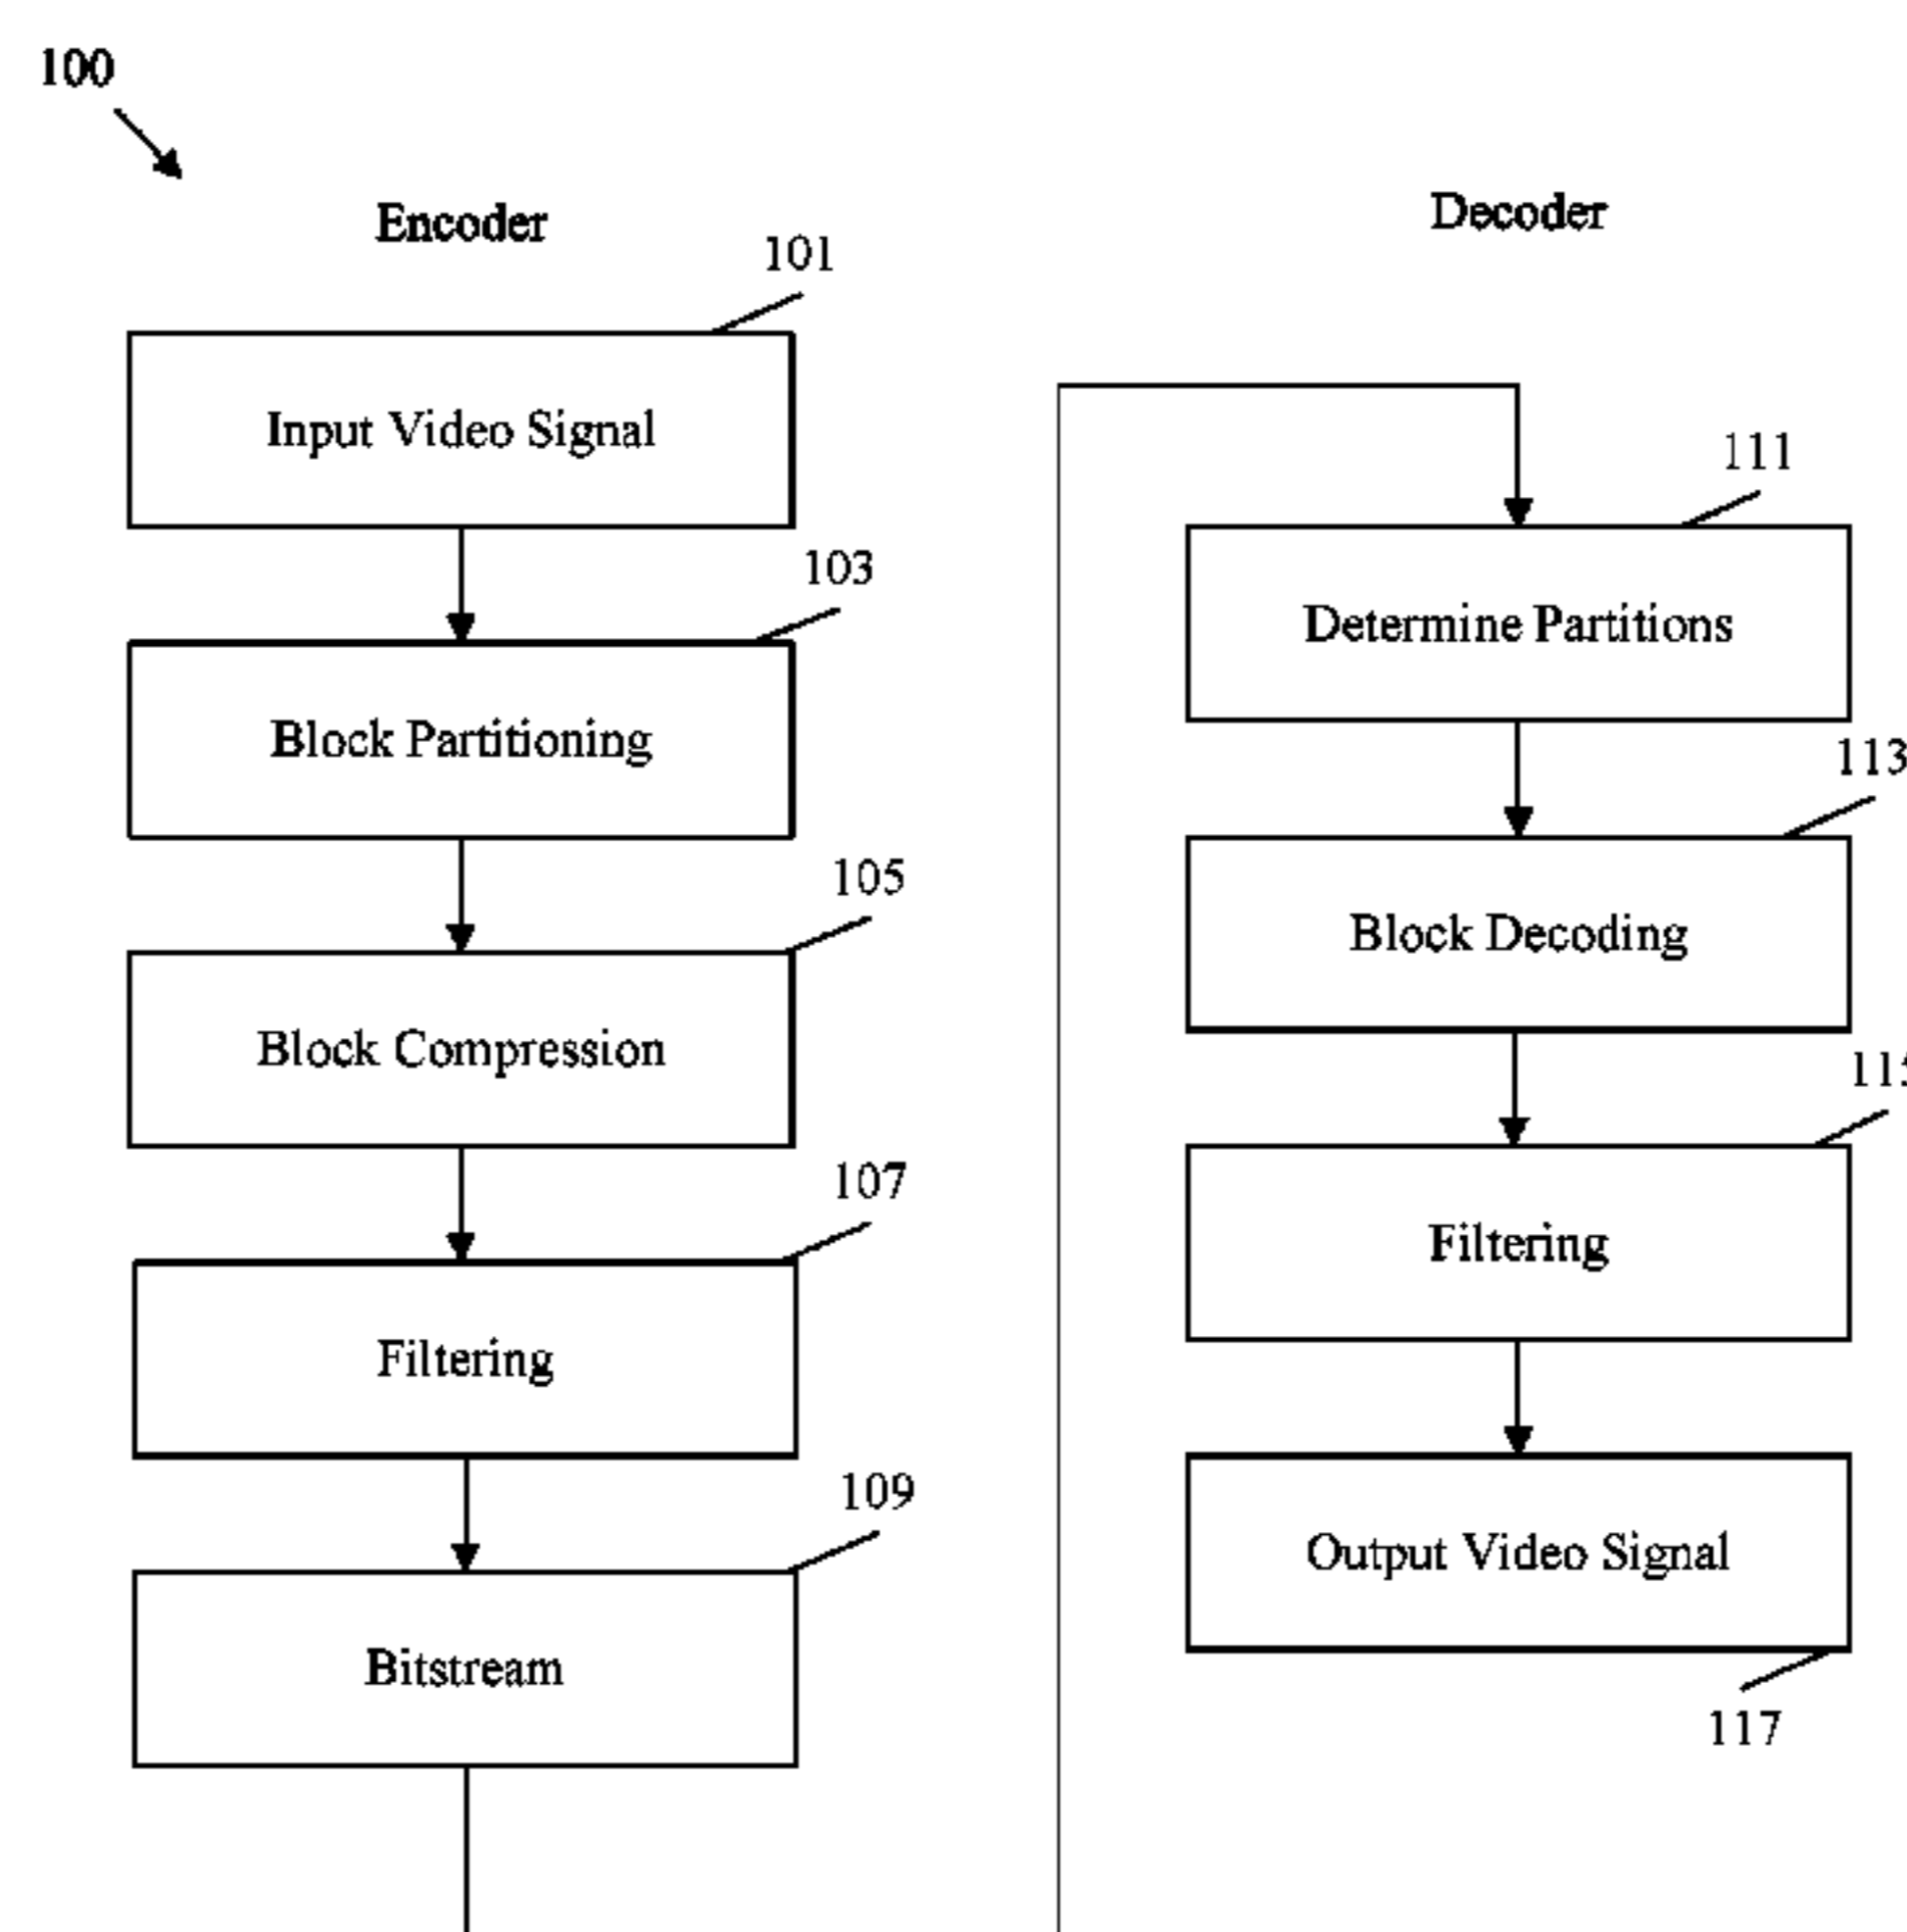 100
Encoder
101
Input Video Signal
103
Block Partitioning
105
Block Compression
107
Filtering
109
Bitstream
Decoder
111
Determine Partitions
113
Block Decoding
115
Filtering
Output Video Signal
117